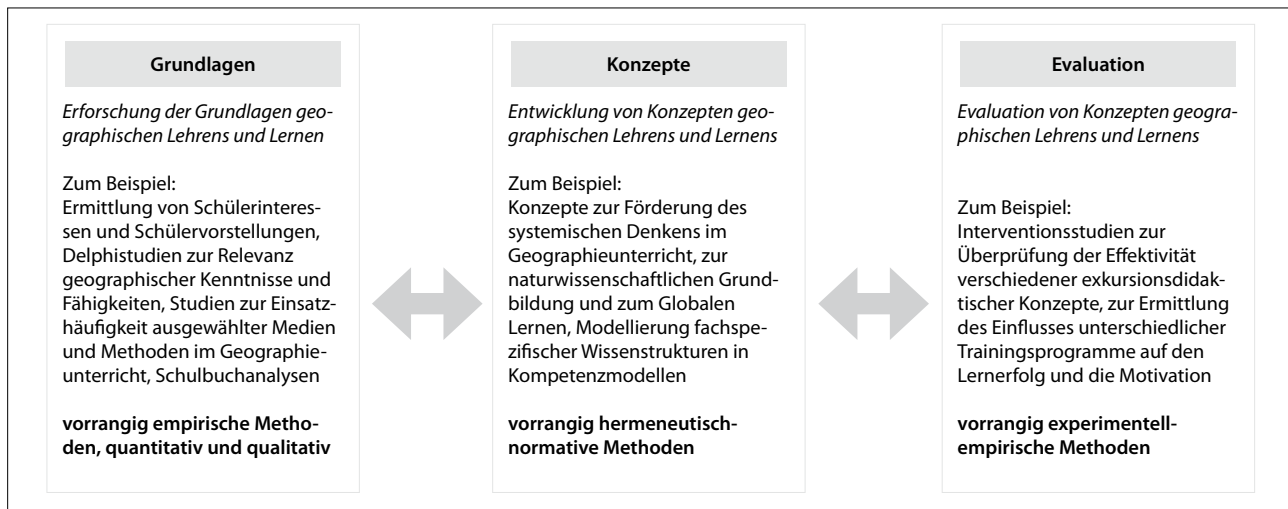 Grundlagen
Erforschung der Grundlagen geo-
graphischen Lehrens und Lernen
Zum Beispiel:
Ermittlung von Schülerinteres-
sen und Schülervorstellungen,
Delphistudien zur Relevanz
geographischer Kenntnisse und
Fähigkeiten, Studien zur Einsatz-
häufigkeit ausgewählter Medien
und Methoden im Geographie-
unterricht, Schulbuchanalysen
vorrangig empirische Metho-
den, quantitativ und qualitativ
Konzepte
Entwicklung von Konzepten geo-
graphischen Lehrens und Lernens
Zum Beispiel:
Konzepte zur Förderung des
systemischen Denkens im
Geographieunterricht, zur
naturwissenschaftlichen Grund-
bildung und zum Globalen
Lernen, Modellierung fachspe-
zifischer Wissenstrukturen in
Kompetenzmodellen
vorrangig hermeneutisch-
normative Methoden
Evaluation
Evaluation von Konzepten geogra-
phischen Lehrens und Lernens
Zum Beispiel:
Interventionsstudien zur
Überprüfung der Effektivität
verschiedener exkursionsdidak-
tischer Konzepte, zur Ermittlung
des Einflusses unterschiedlicher
Trainingsprogramme auf den
Lernerfolg und die Motivation
vorrangig experimentell-
empirische Methoden